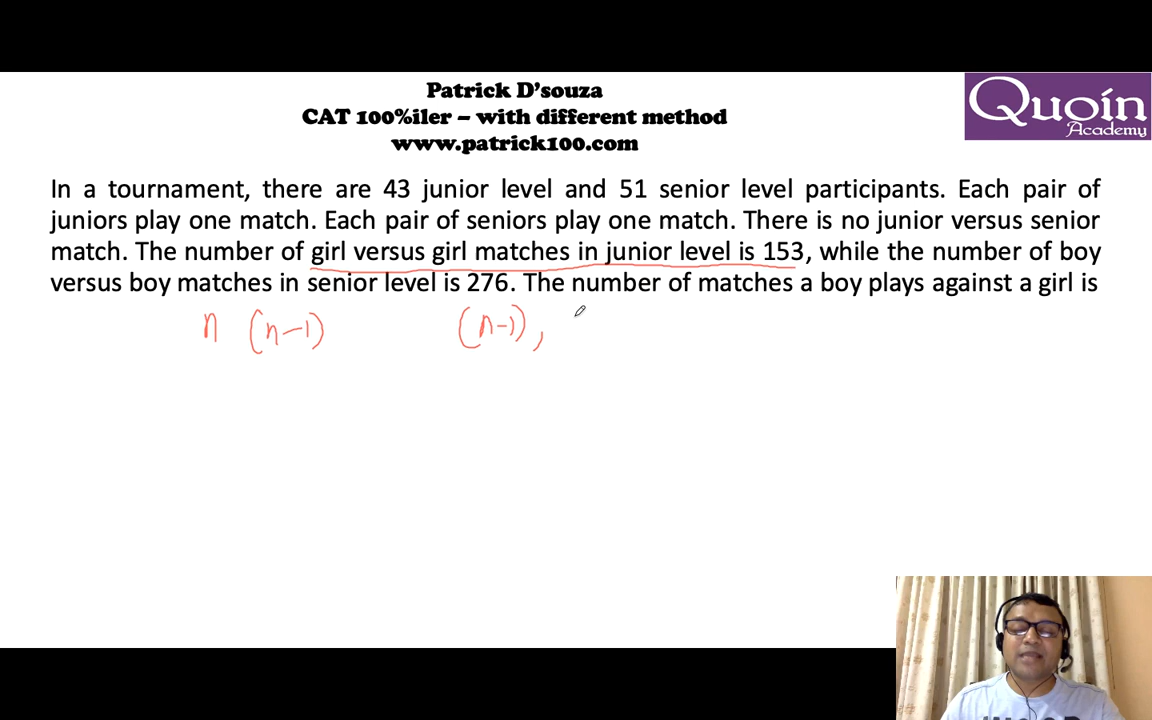 Patrick D'souza
CAT 100%iler – with different method
www.patrick100.com
Quoin
Academy
In a tournament, there are 43 junior level and 51 senior level participants. Each pair of
juniors play one match. Each pair of seniors play one match. There is no junior versus senior
match. The number of girl versus girl matches in junior level is 153, while the number of boy
versus boy matches in senior level is 276. The number of matches a boy plays against a girl is
n (n-1) (n-1),